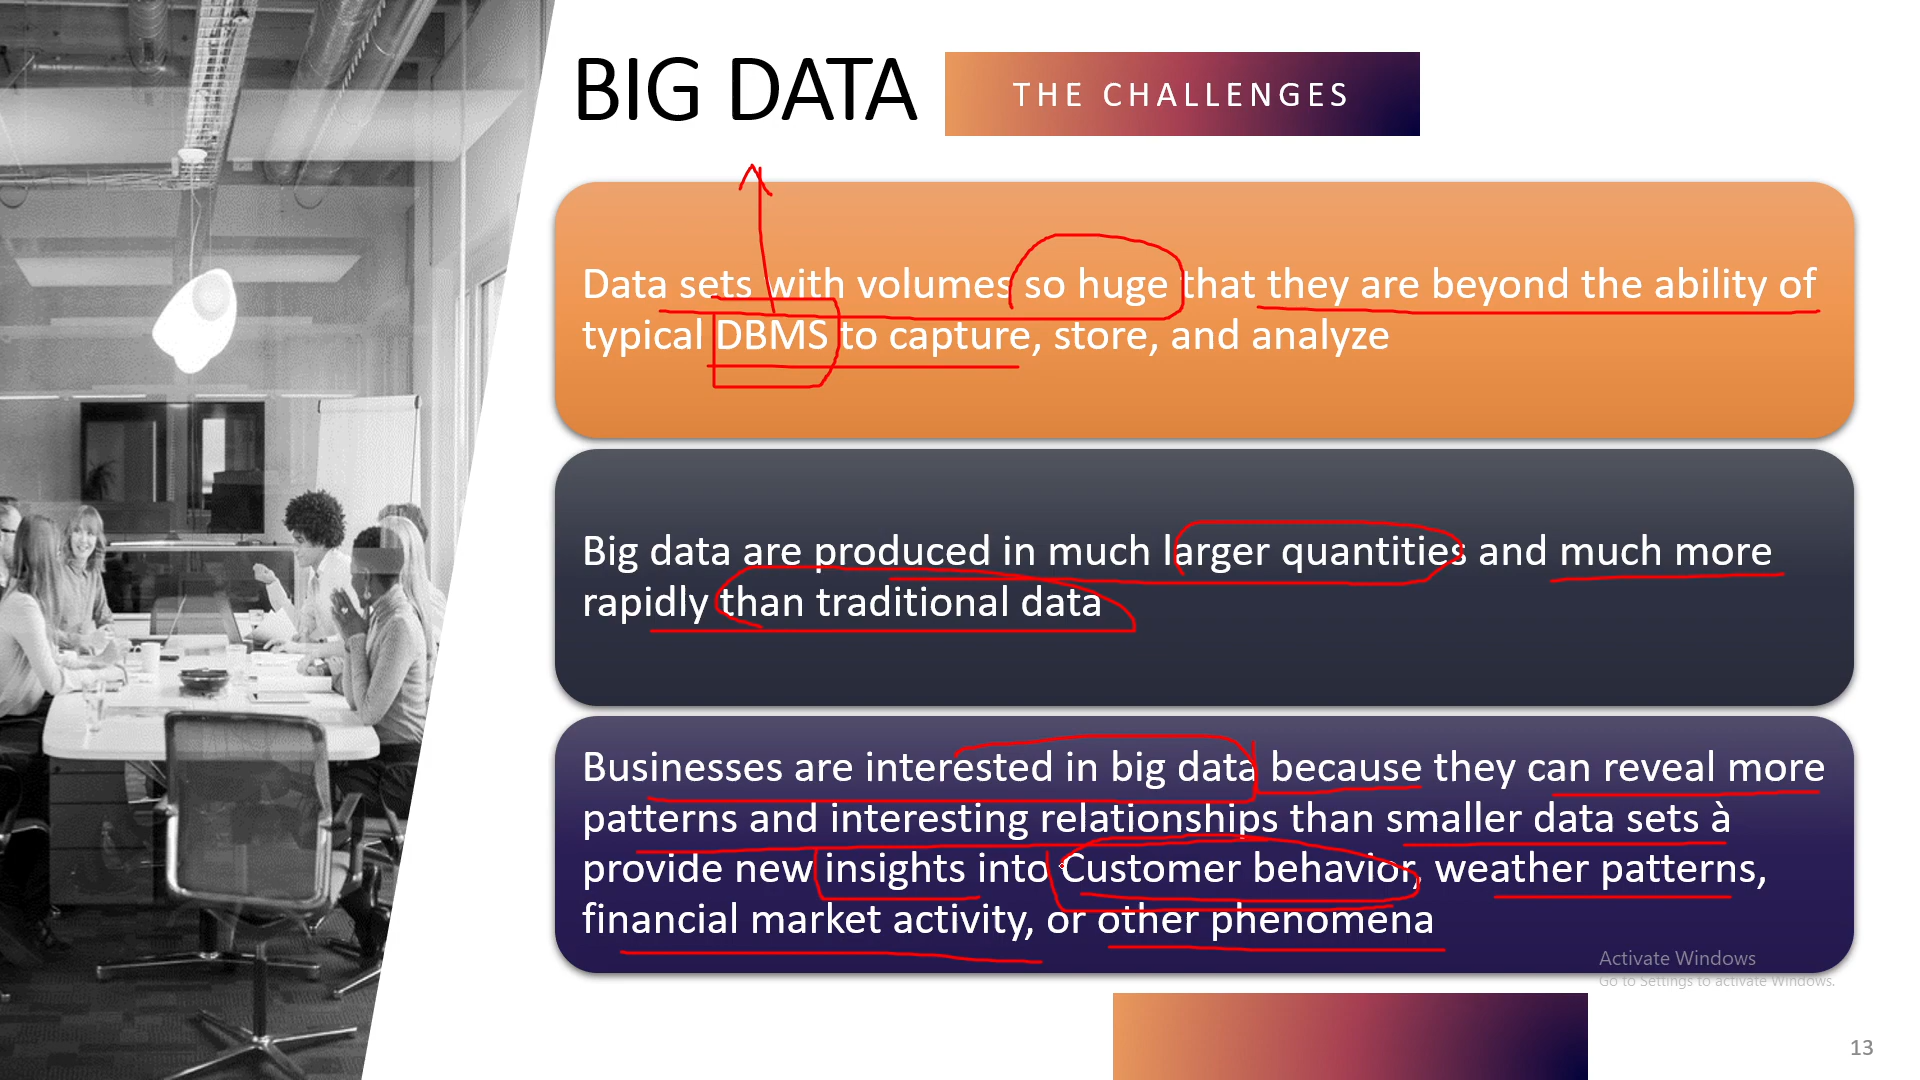 BIG DATA
THE CHALLENGES
Data sets with volumes so huge that they are beyond the ability of
typical DBMS to capture, store, and analyze
Big data are produced in much larger quantities and much more
rapidly than traditional data
Businesses are interested in big data because they can reveal more
patterns and interesting relationships than smaller data sets à
provide new insights into Customer behavior, weather patterns,
financial market activity, or other phenomena
Activate Windows
Go to Settings to activate Windows.
13